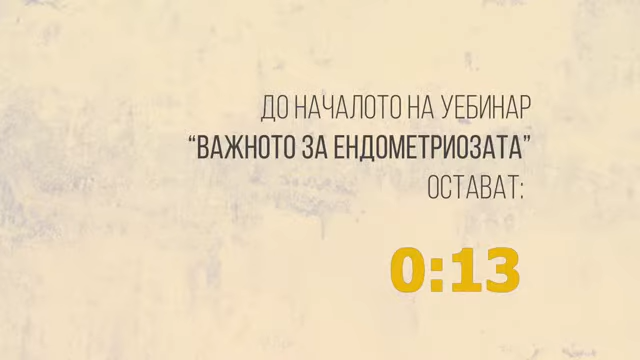 ДО НАЧАЛОТО НА УЕБИНАР
“ВАЖНОТО ЗА ЕНДОМЕТРИОЗАТА”
ОСТАВАТ:
0:13